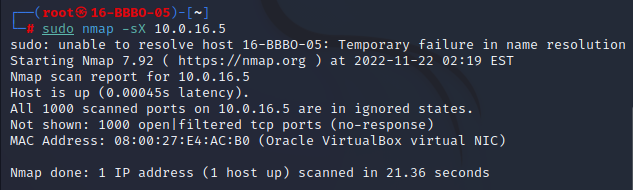 ┌──(root㉿16-BBBO-05)-[~]
└─# sudo nmap -sX 10.0.16.5
sudo: unable to resolve host 16-BBBO-05: Temporary failure in name resolution
Starting Nmap 7.92 ( https://nmap.org ) at 2022-11-22 02:19 EST
Nmap scan report for 10.0.16.5
Host is up (0.00045s latency).
All 1000 scanned ports on 10.0.16.5 are in ignored states.
Not shown: 1000 open|filtered tcp ports (no-response)
MAC Address: 08:00:27:E4:AC:B0 (Oracle VirtualBox virtual NIC)
Nmap done: 1 IP address (1 host up) scanned in 21.36 seconds